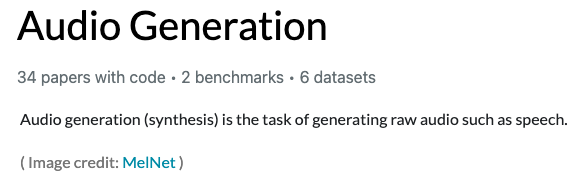 Audio Generation
34 papers with code • 2 benchmarks • 6 datasets
Audio generation (synthesis) is the task of generating raw audio such as speech.
( Image credit: MelNet )